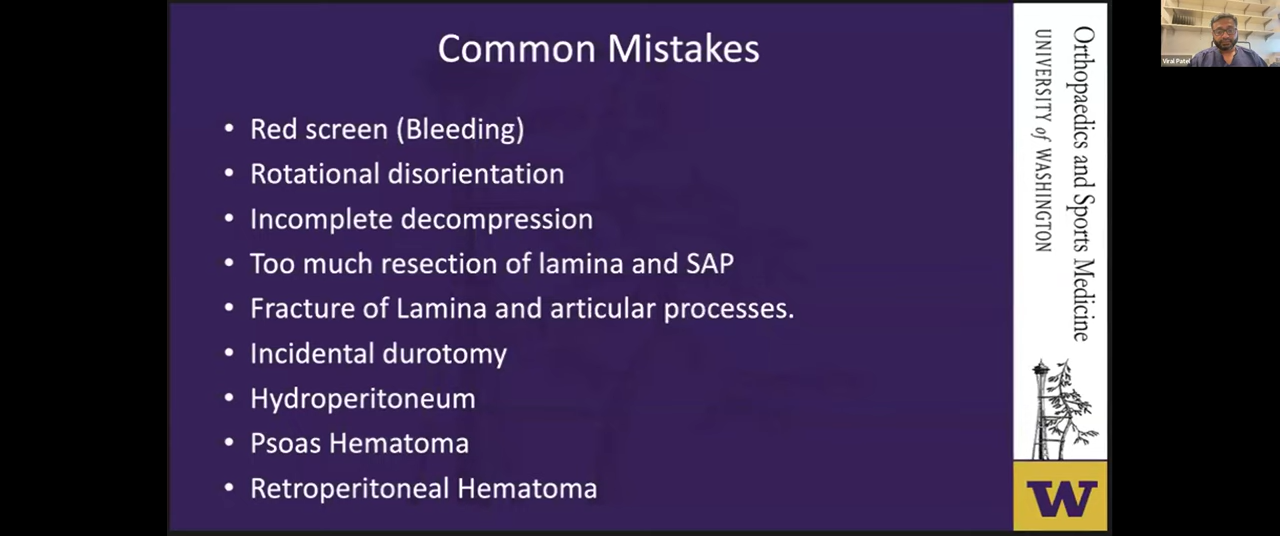 Common Mistakes
• Red screen (Bleeding)
• Rotational disorientation
• Incomplete decompression
• Too much resection of lamina and SAP
• Fracture of Lamina and articular processes.
• Incidental durotomy
• Hydroperitoneum
• Psoas Hematoma
• Retroperitoneal Hematoma
Orthopaedics and Sports Medicine
UNIVERSITY of WASHINGTON
W
Viral Patel